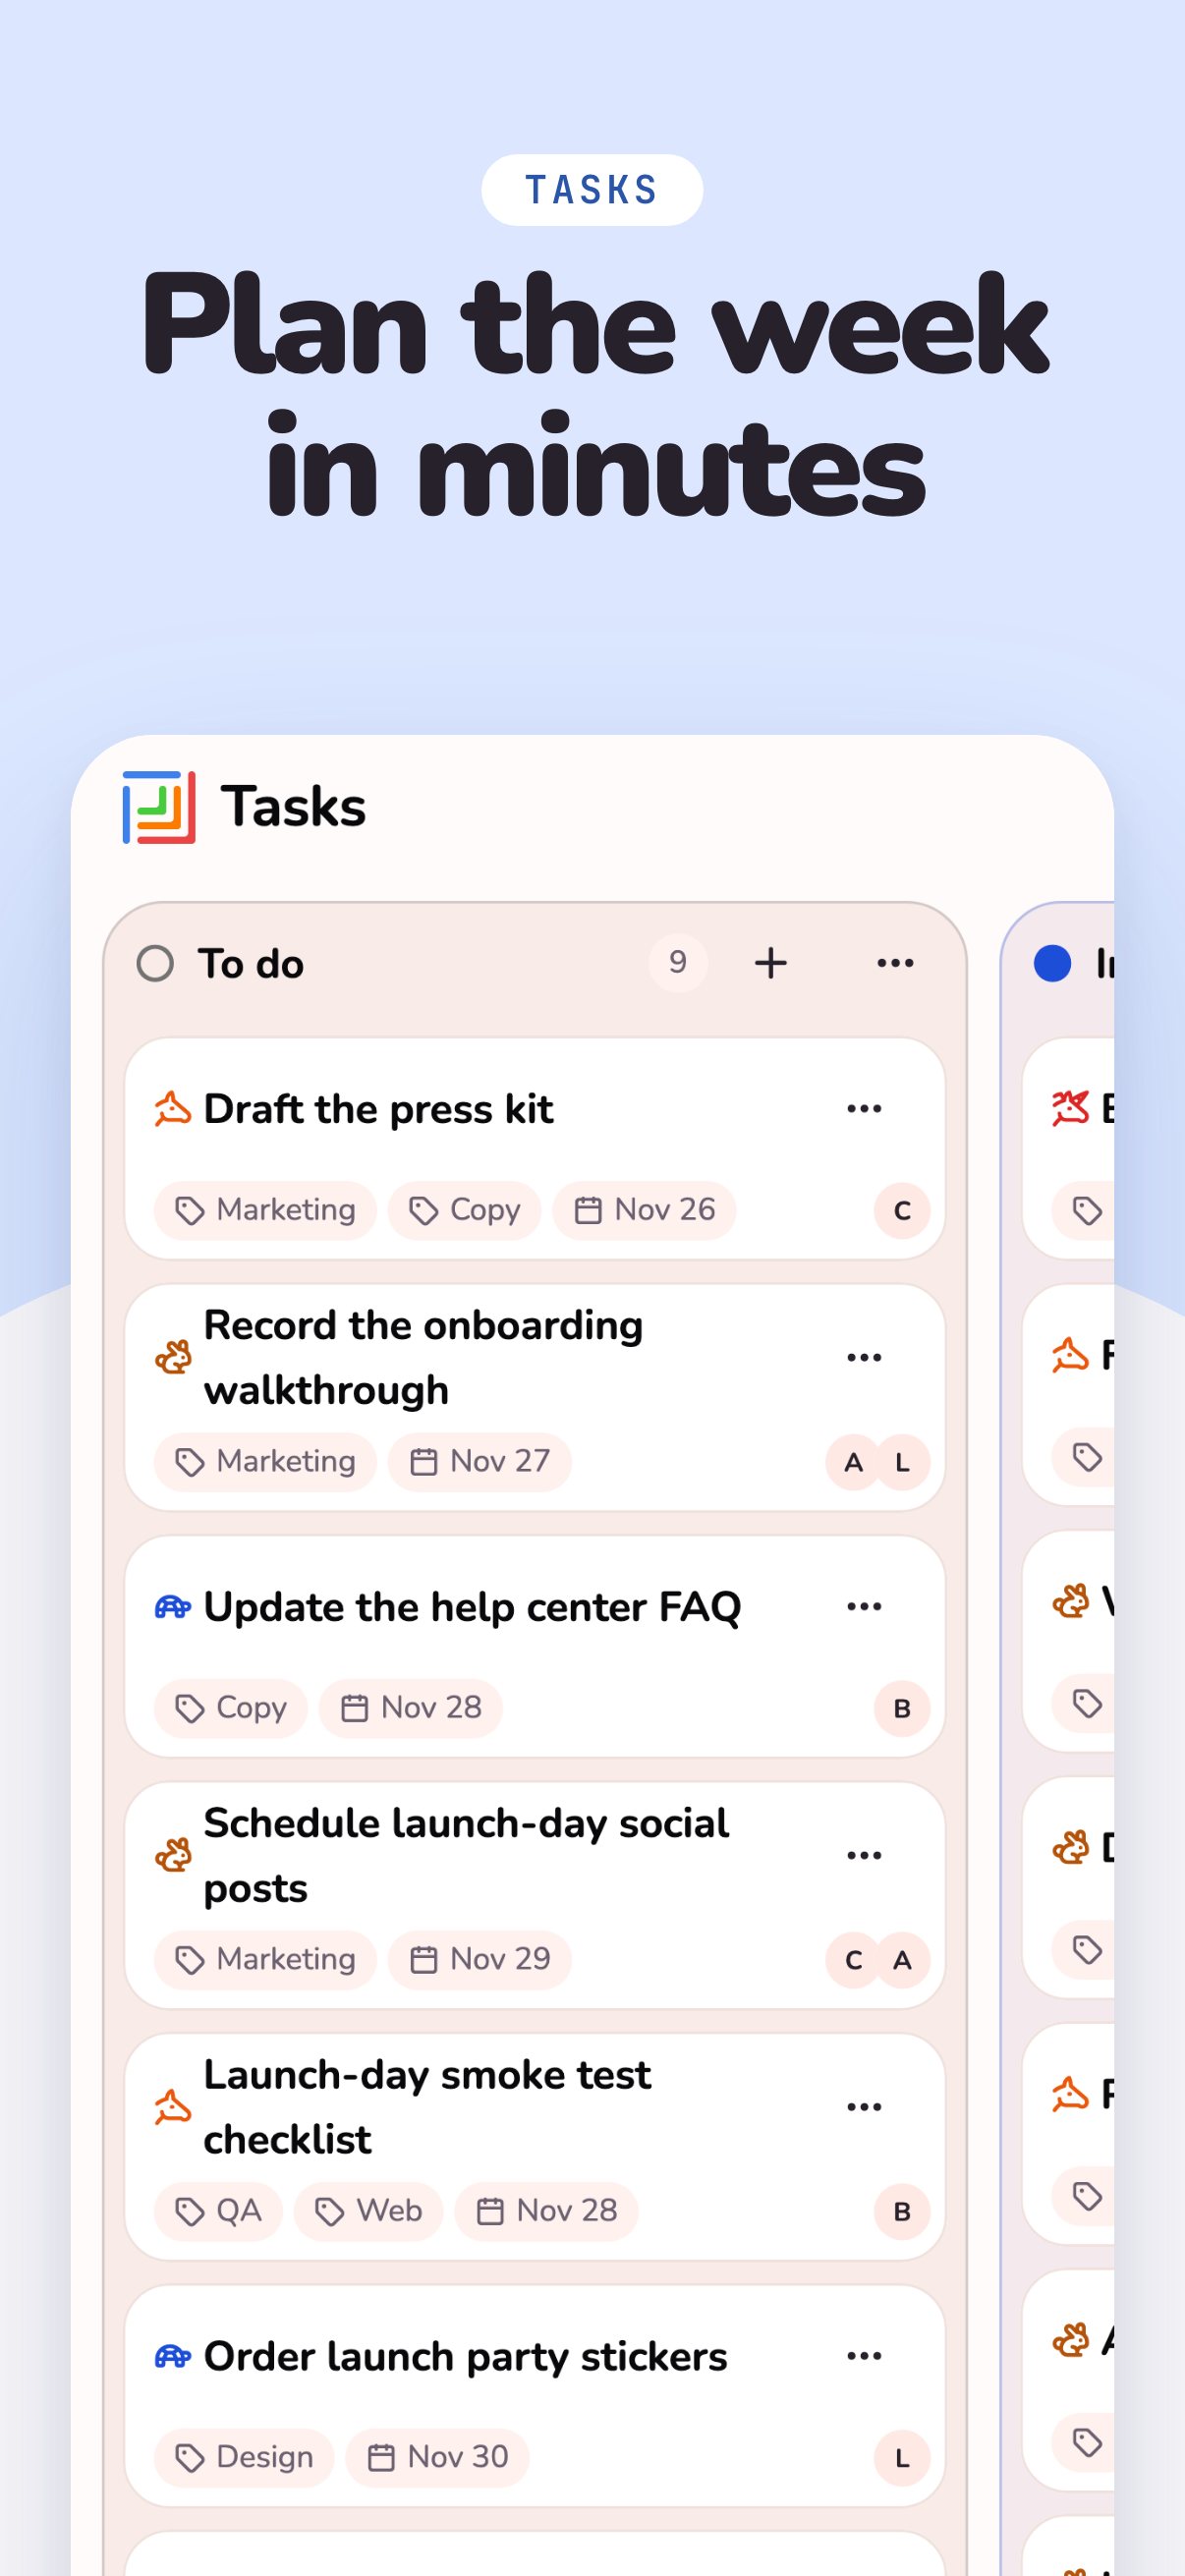 TASKS
Plan the week
in minutes
Tasks
To do 9
Draft the press kit
Marketing Copy Nov 26 C
Record the onboarding
walkthrough
Marketing Nov 27 A L
Update the help center FAQ
Copy Nov 28 B
Schedule launch-day social
posts
Marketing Nov 29 C A
Launch-day smoke test
checklist
QA Web Nov 28 B
Order launch party stickers
Design Nov 30 L